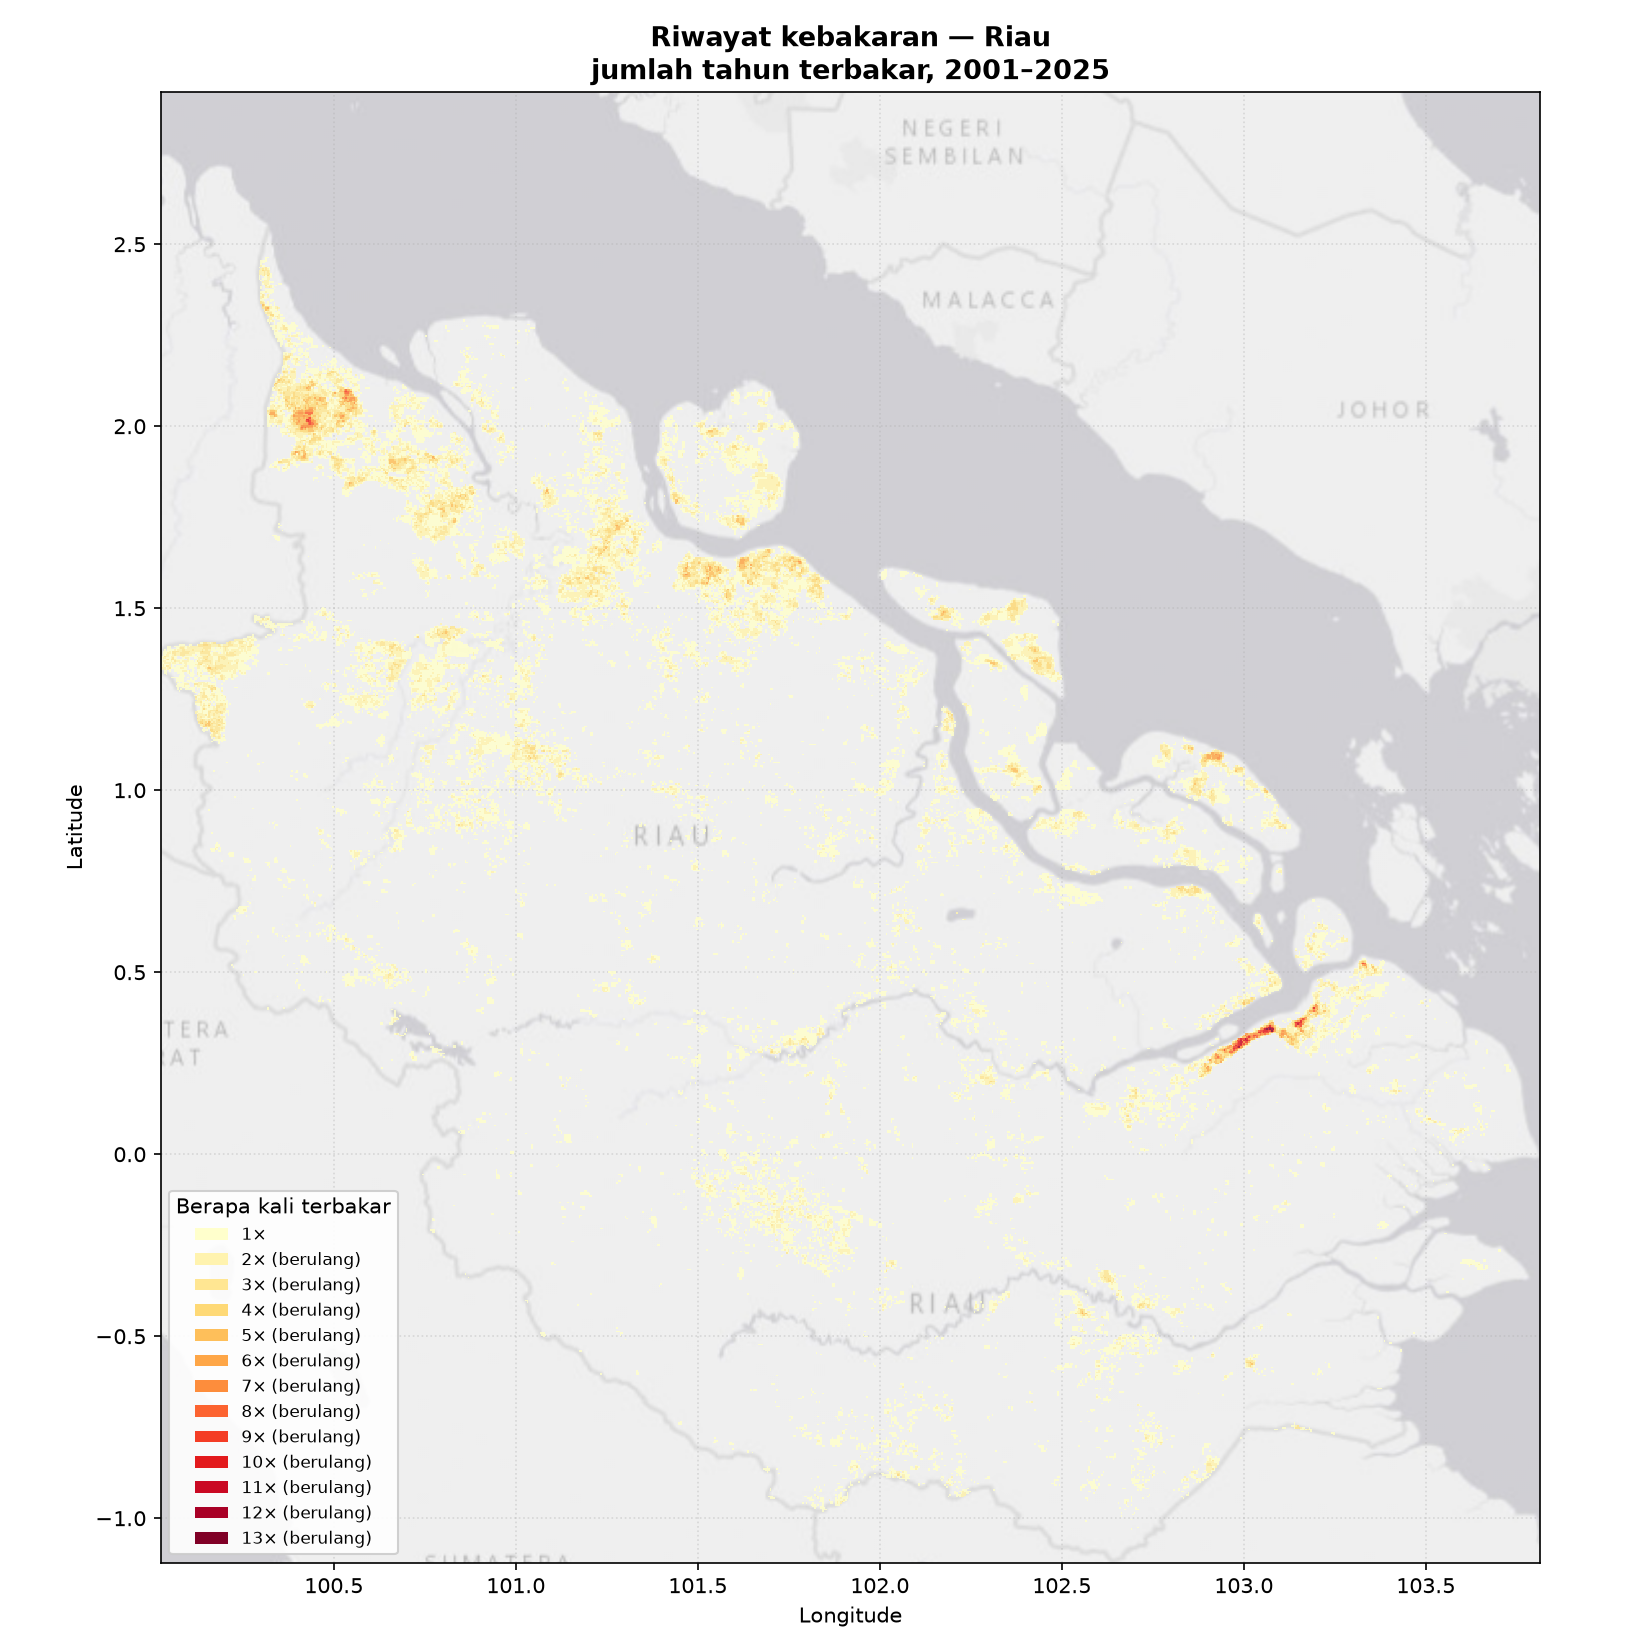 Riwayat kebakaran — Riau
jumlah tahun terbakar, 2001–2025
NEGERI
SEMBILAN
MALACCA
JOHOR
RIAU
TERA
RAT
RIAU
SUMATERA
Latitude
2.5
2.0
1.5
1.0
0.5
0.0
−0.5
−1.0
Berapa kali terbakar
1×
2× (berulang)
3× (berulang)
4× (berulang)
5× (berulang)
6× (berulang)
7× (berulang)
8× (berulang)
9× (berulang)
10× (berulang)
11× (berulang)
12× (berulang)
13× (berulang)
100.5
101.0
101.5
102.0
102.5
103.0
103.5
Longitude